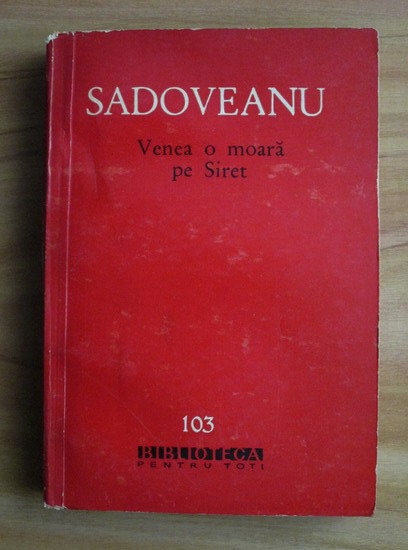 SADOVEANU
Venea o moară
pe Siret
103
BIBLIOTECA
PENTRU TOȚI